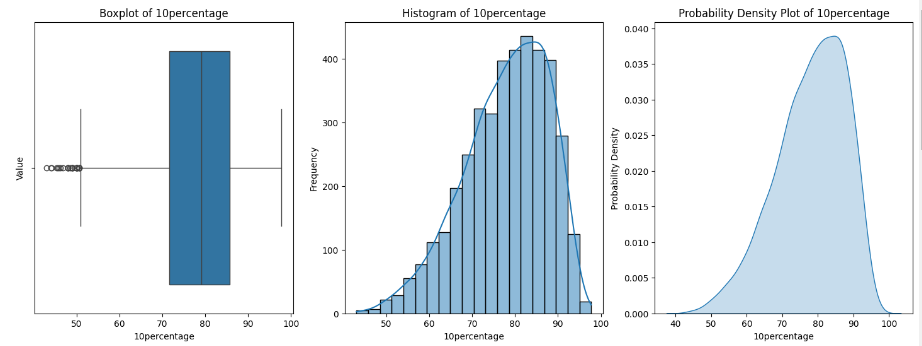 Boxplot of 10percentage
Value
50 60 70 80 90 100
10percentage
Histogram of 10percentage
Frequency
400
300
200
100
0
50 60 70 80 90 100
10percentage
Probability Density Plot of 10percentage
Probability Density
0.040
0.035
0.030
0.025
0.020
0.015
0.010
0.005
0.000
40 50 60 70 80 90 100
10percentage